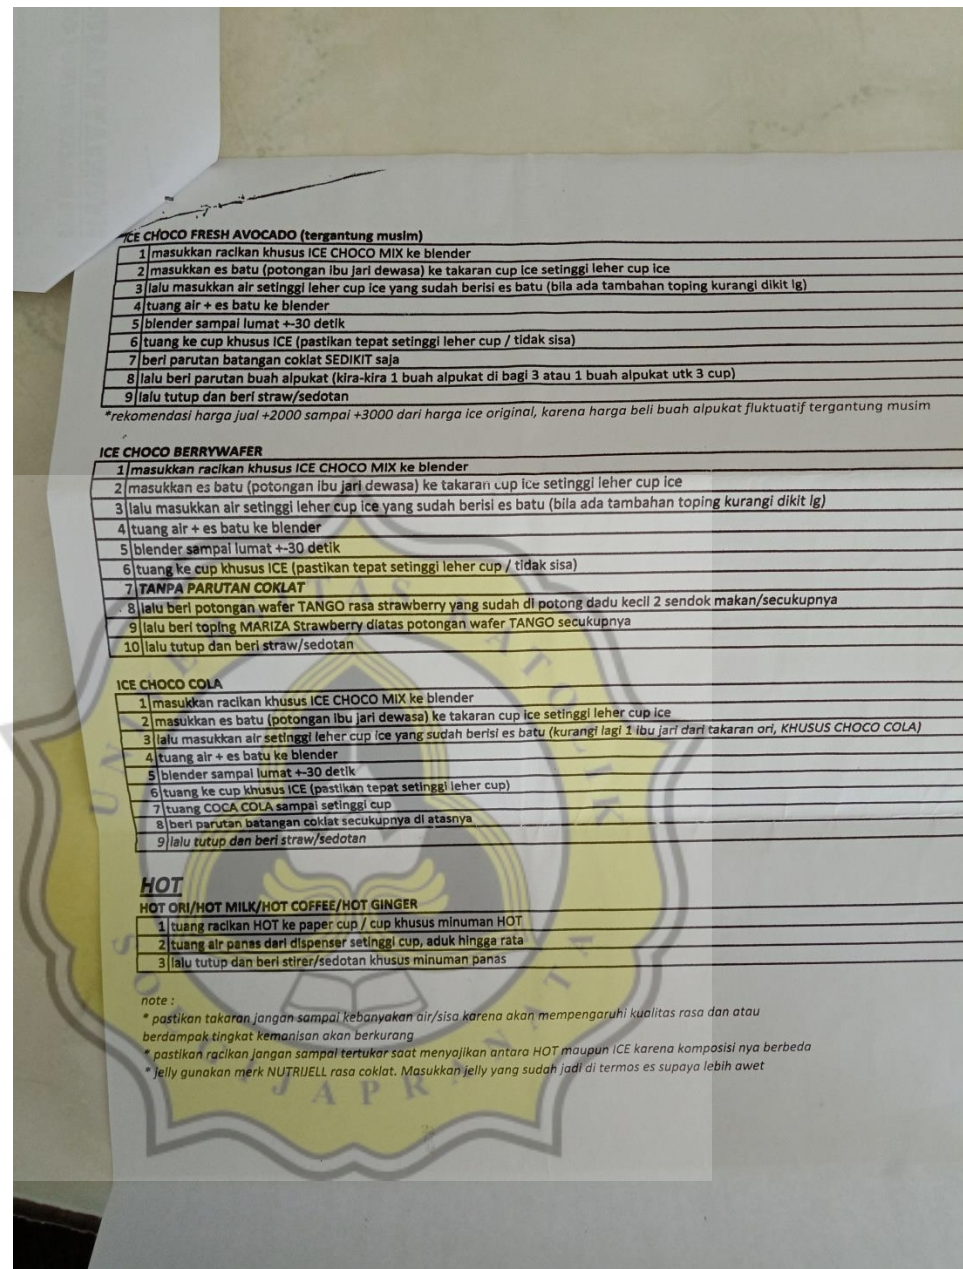 ICE CHOCO FRESH AVOCADO (tergantung musim)
1 masukkan racikan khusus ICE CHOCO MIX ke blender
2 masukkan es batu (potongan ibu jari dewasa) ke takaran cup ice setinggi leher cup ice
3 lalu masukkan air setinggi leher cup ice yang sudah berisi es batu (bila ada tambahan toping kurangi dikit lg)
4 tuang air + es batu ke blender
5 blender sampai lumat +-30 detik
6 tuang ke cup khusus ICE (pastikan tepat setinggi leher cup / tidak sisa)
7 beri parutan batangan coklat SEDIKIT saja
8 lalu beri parutan buah alpukat (kira-kira 1 buah alpukat di bagi 3 atau 1 buah alpukat utk 3 cup)
9 lalu tutup dan beri straw/sedotan
*rekomendasi harga jual +2000 sampai +3000 dari harga ice original, karena harga beli buah alpukat fluktuatif tergantung musim
ICE CHOCO BERRYWAFER
1 masukkan racikan khusus ICE CHOCO MIX ke blender
2 masukkan es batu (potongan ibu jari dewasa) ke takaran cup ice setinggi leher cup ice
3 lalu masukkan air setinggi leher cup ice yang sudah berisi es batu (bila ada tambahan toping kurangi dikit lg)
4 tuang air + es batu ke blender
5 blender sampai lumat +-30 detik
6 tuang ke cup khusus ICE (pastikan tepat setinggi leher cup / tidak sisa)
7 TANPA PARUTAN COKLAT
8 lalu beri potongan wafer TANGO rasa strawberry yang sudah di potong dadu kecil 2 sendok makan/secukupnya
9 lalu beri toping MARIZA Strawberry diatas potongan wafer TANGO secukupnya
10 lalu tutup dan beri straw/sedotan
ICE CHOCO COLA
1 masukkan racikan khusus ICE CHOCO MIX ke blender
2 masukkan es batu (potongan ibu jari dewasa) ke takaran cup ice setinggi leher cup ice
3 lalu masukkan air setinggi leher cup ice yang sudah berisi es batu (kurangi lagi 1 ibu jari dari takaran ori, KHUSUS CHOCO COLA)
4 tuang air + es batu ke blender
5 blender sampai lumat +-30 detik
6 tuang ke cup khusus ICE (pastikan tepat setinggi leher cup)
7 tuang COCA COLA sampai setinggi cup
8 beri parutan batangan coklat secukupnya di atasnya
9 lalu tutup dan beri straw/sedotan
HOT
HOT ORI/HOT MILK/HOT COFFEE/HOT GINGER
1 tuang racikan HOT ke paper cup / cup khusus minuman HOT
2 tuang air panas dari dispenser setinggi cup, aduk hingga rata
3 lalu tutup dan beri stirer/sedotan khusus minuman panas
note :
* pastikan takaran jangan sampai kebanyakan air/sisa karena akan mempengaruhi kualitas rasa dan atau
berdampak tingkat kemanisan akan berkurang
* pastikan racikan jangan sampai tertukar saat menyajikan antara HOT maupun ICE karena komposisi nya berbeda
* Jelly gunakan merk NUTRIJELL rasa coklat. Masukkan jelly yang sudah jadi di termos es supaya lebih awet
UNIVERSITAS KATOLIK
SOEGIJAPRANATA